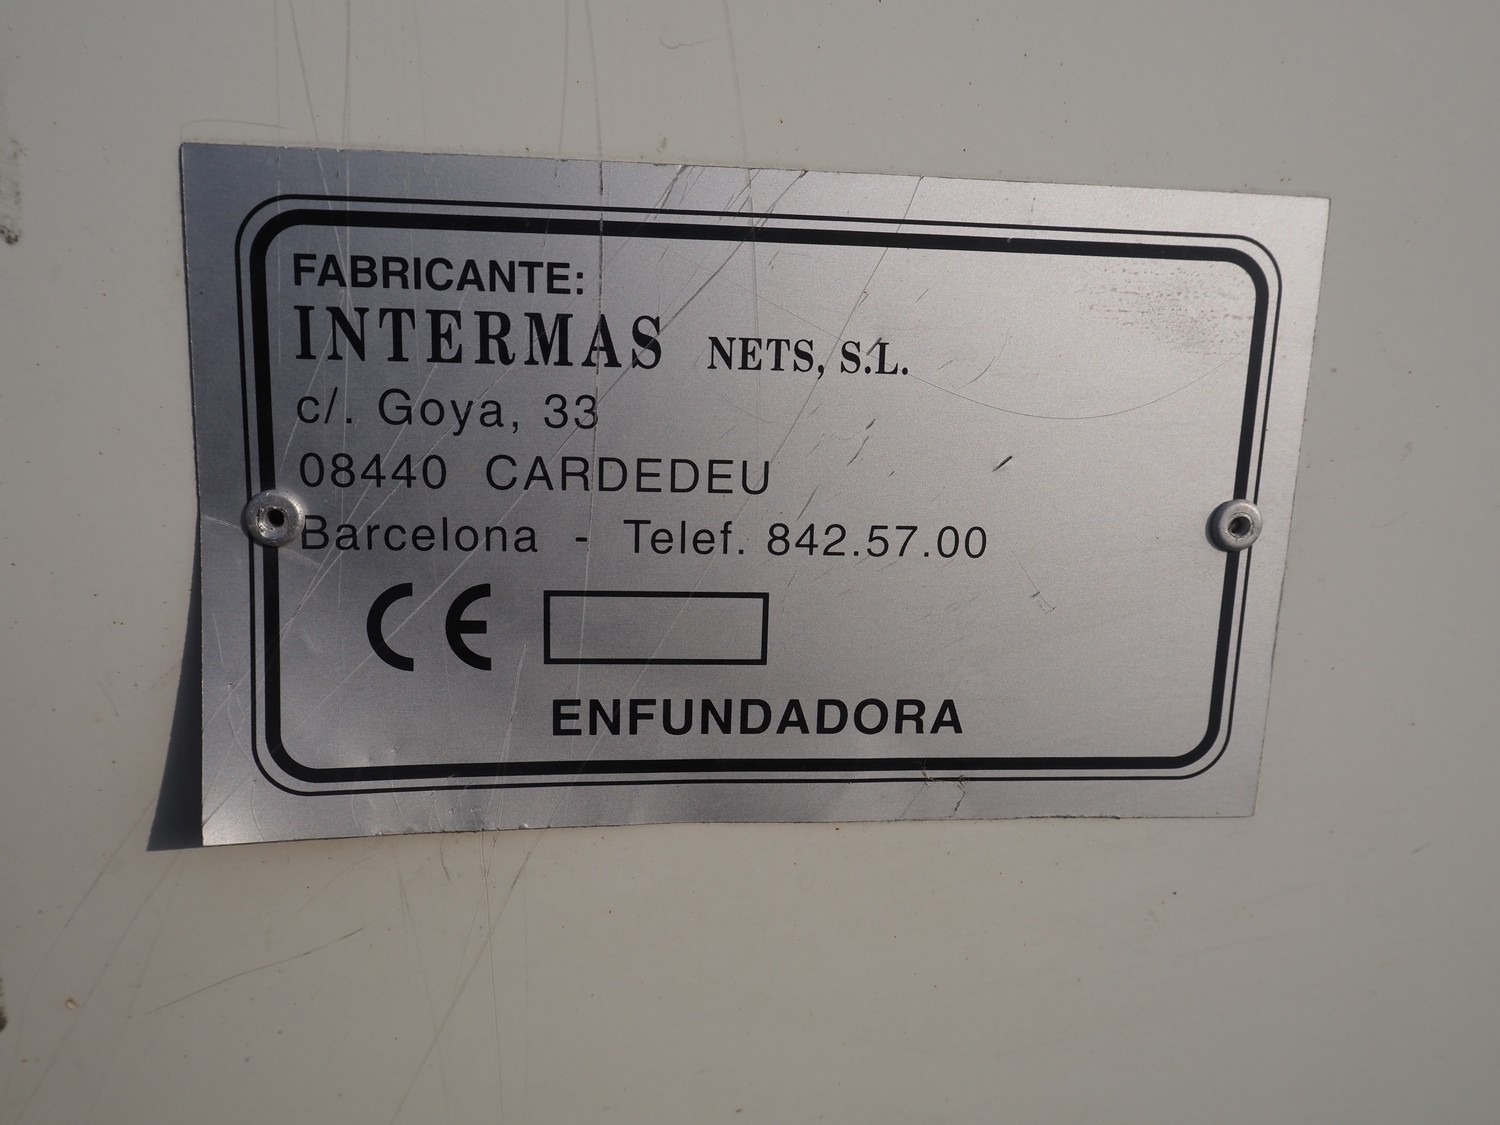 FABRICANTE:
INTERMAS NETS, S.L.
c/. Goya, 33
08440 CARDEDEU
Barcelona - Telef. 842.57.00
CE
ENFUNDADORA